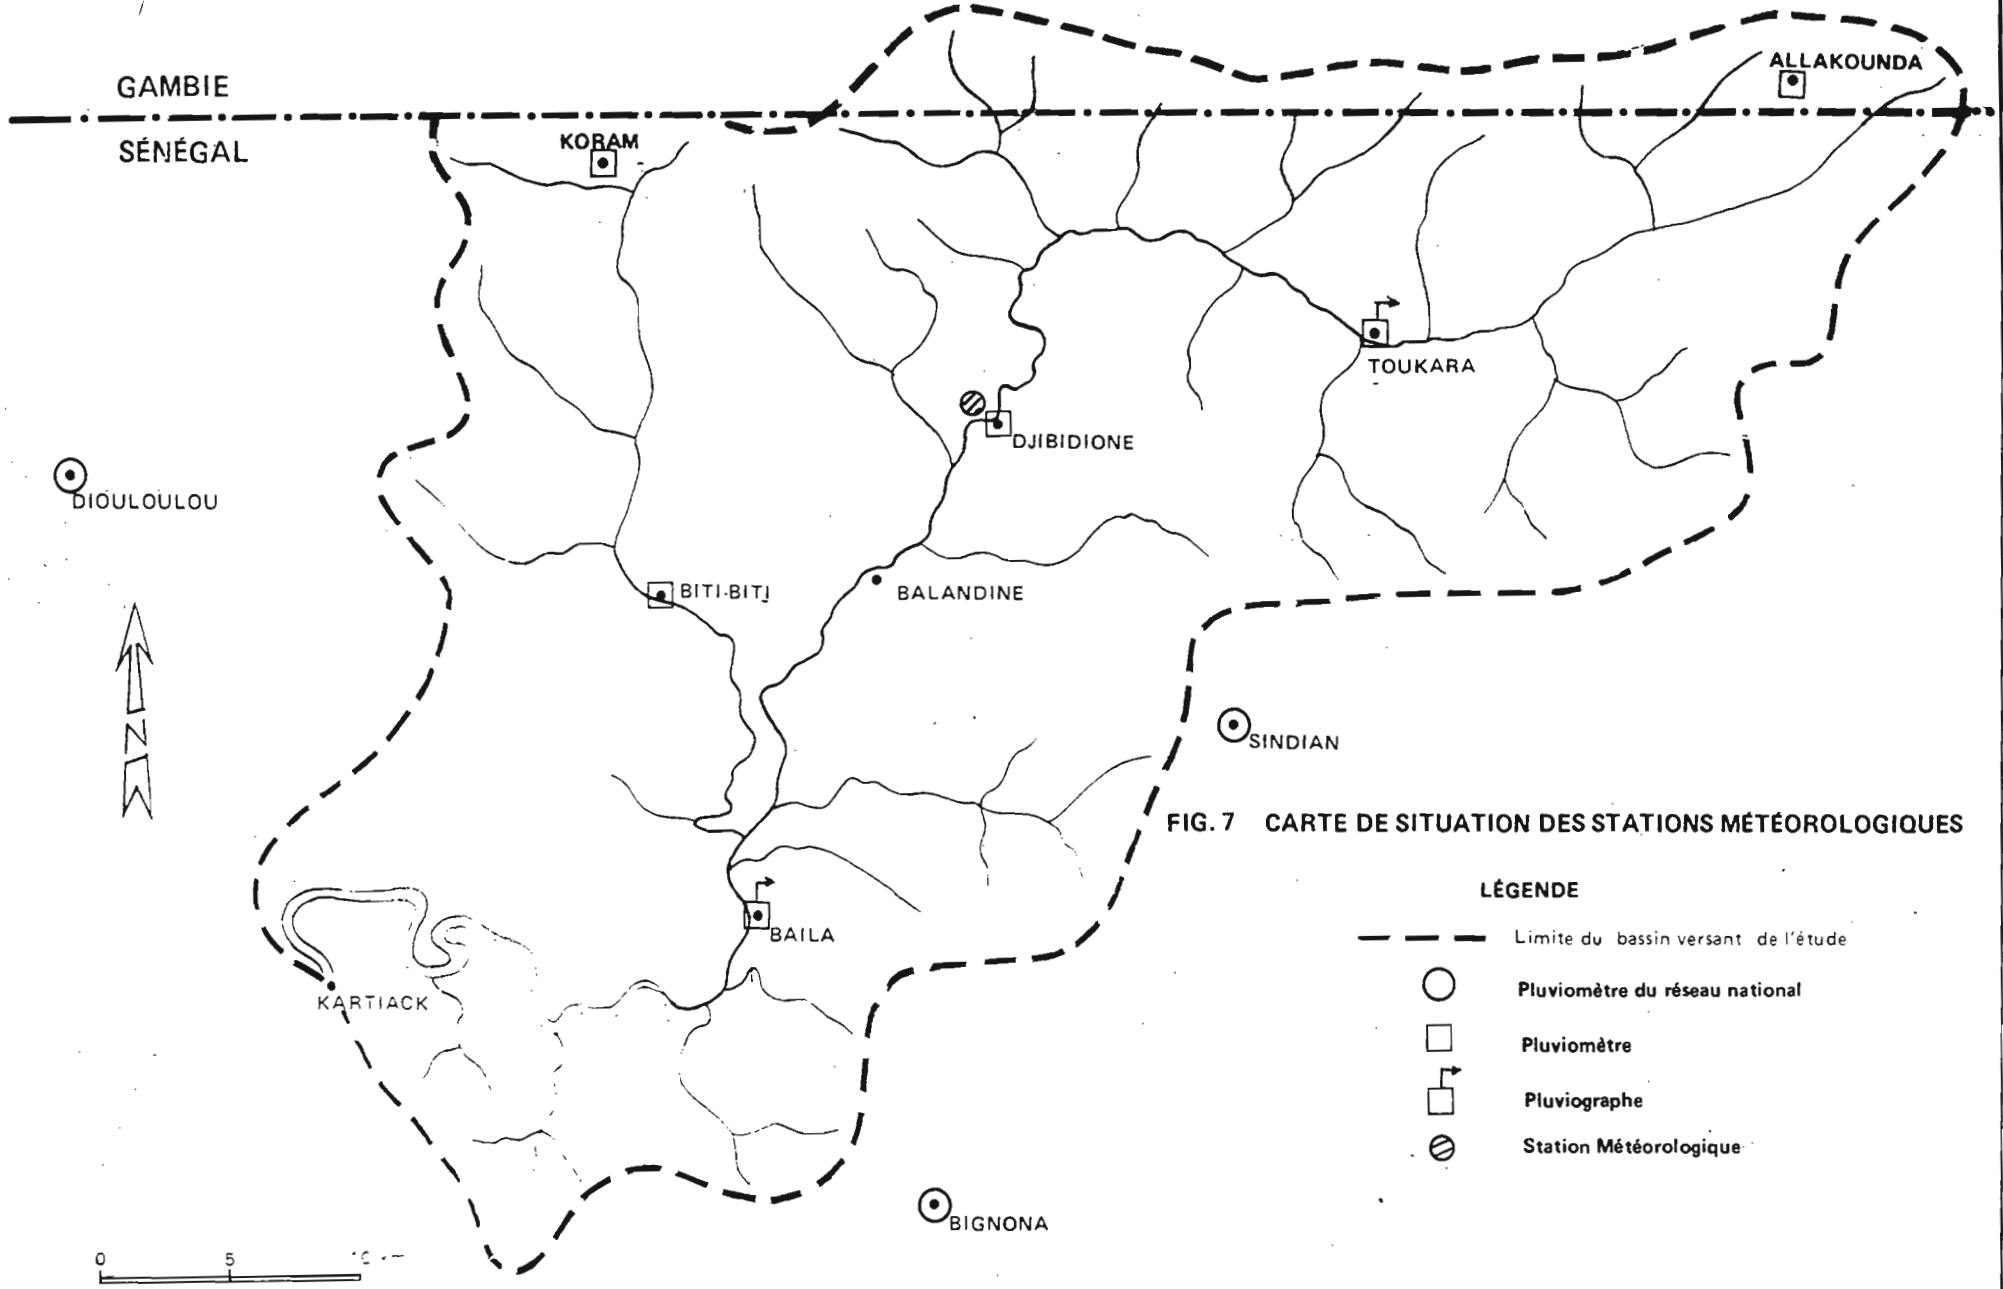 GAMBIE
SÉNÉGAL
ALLAKOUNDA
KORAM
TOUKARA
DJIBIDIONE
DIOULOULOU
BITI-BITI
BALANDINE
N
SINDIAN
FIG. 7 CARTE DE SITUATION DES STATIONS MÉTÉOROLOGIQUES
LÉGENDE
Limite du bassin versant de l'étude
Pluviomètre du réseau national
Pluviomètre
Pluviographe
Station Météorologique
BAILA
KARTIACK
BIGNONA
0 5